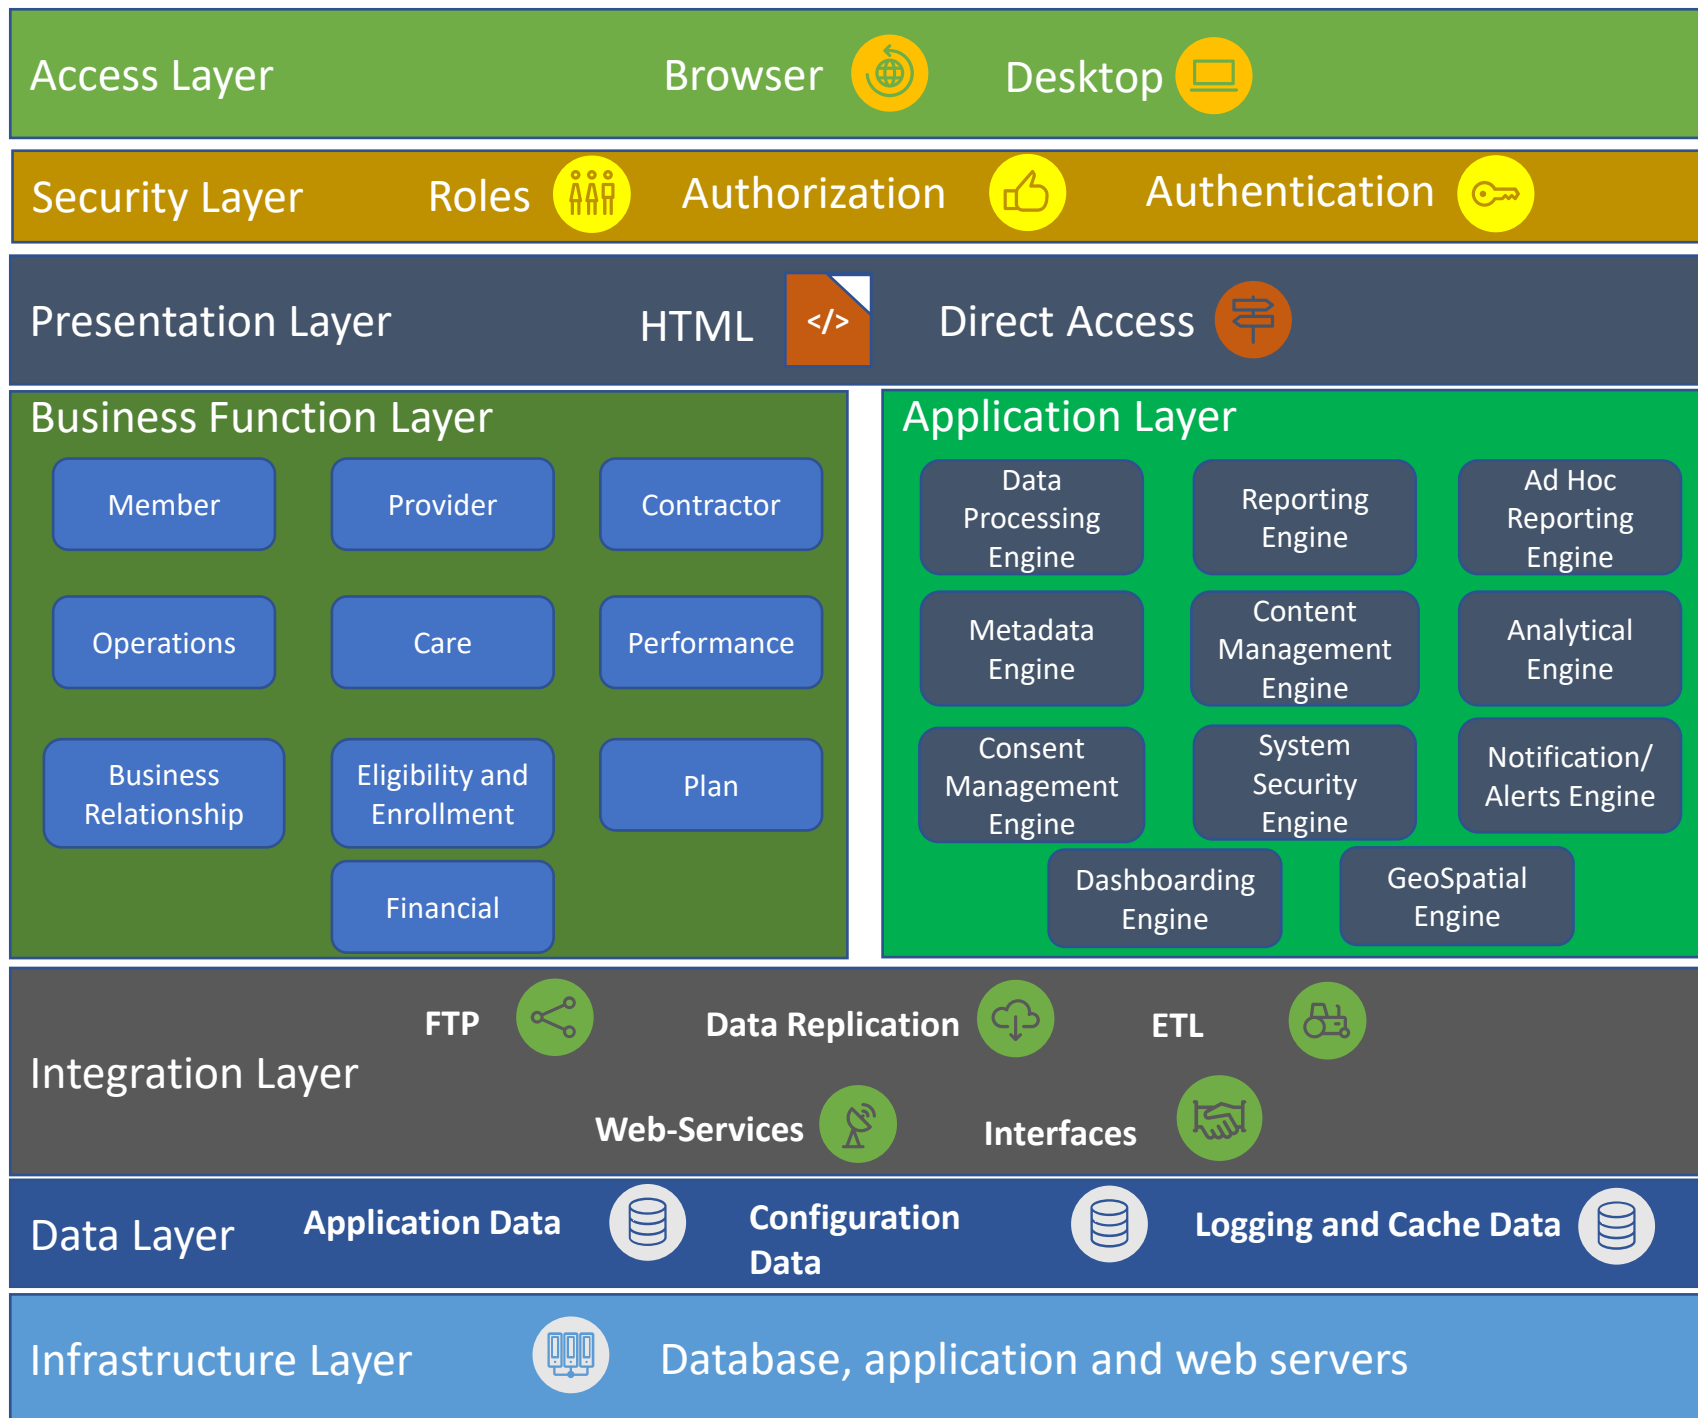 Access Layer
Browser
Desktop
Security Layer
Roles
Authorization
Authentication
Presentation Layer
HTML
</>
Direct Access
Business Function Layer
Member
Provider
Contractor
Operations
Care
Performance
Business
Relationship
Eligibility and
Enrollment
Plan
Financial
Application Layer
Data
Processing
Engine
Reporting
Engine
Ad Hoc
Reporting
Engine
Metadata
Engine
Content
Management
Engine
Analytical
Engine
Consent
Management
Engine
System
Security
Engine
Notification/
Alerts Engine
Dashboarding
Engine
GeoSpatial
Engine
Integration Layer
FTP
Data Replication
ETL
Web-Services
Interfaces
Data Layer
Application Data
Configuration
Data
Logging and Cache Data
Infrastructure Layer
Database, application and web servers